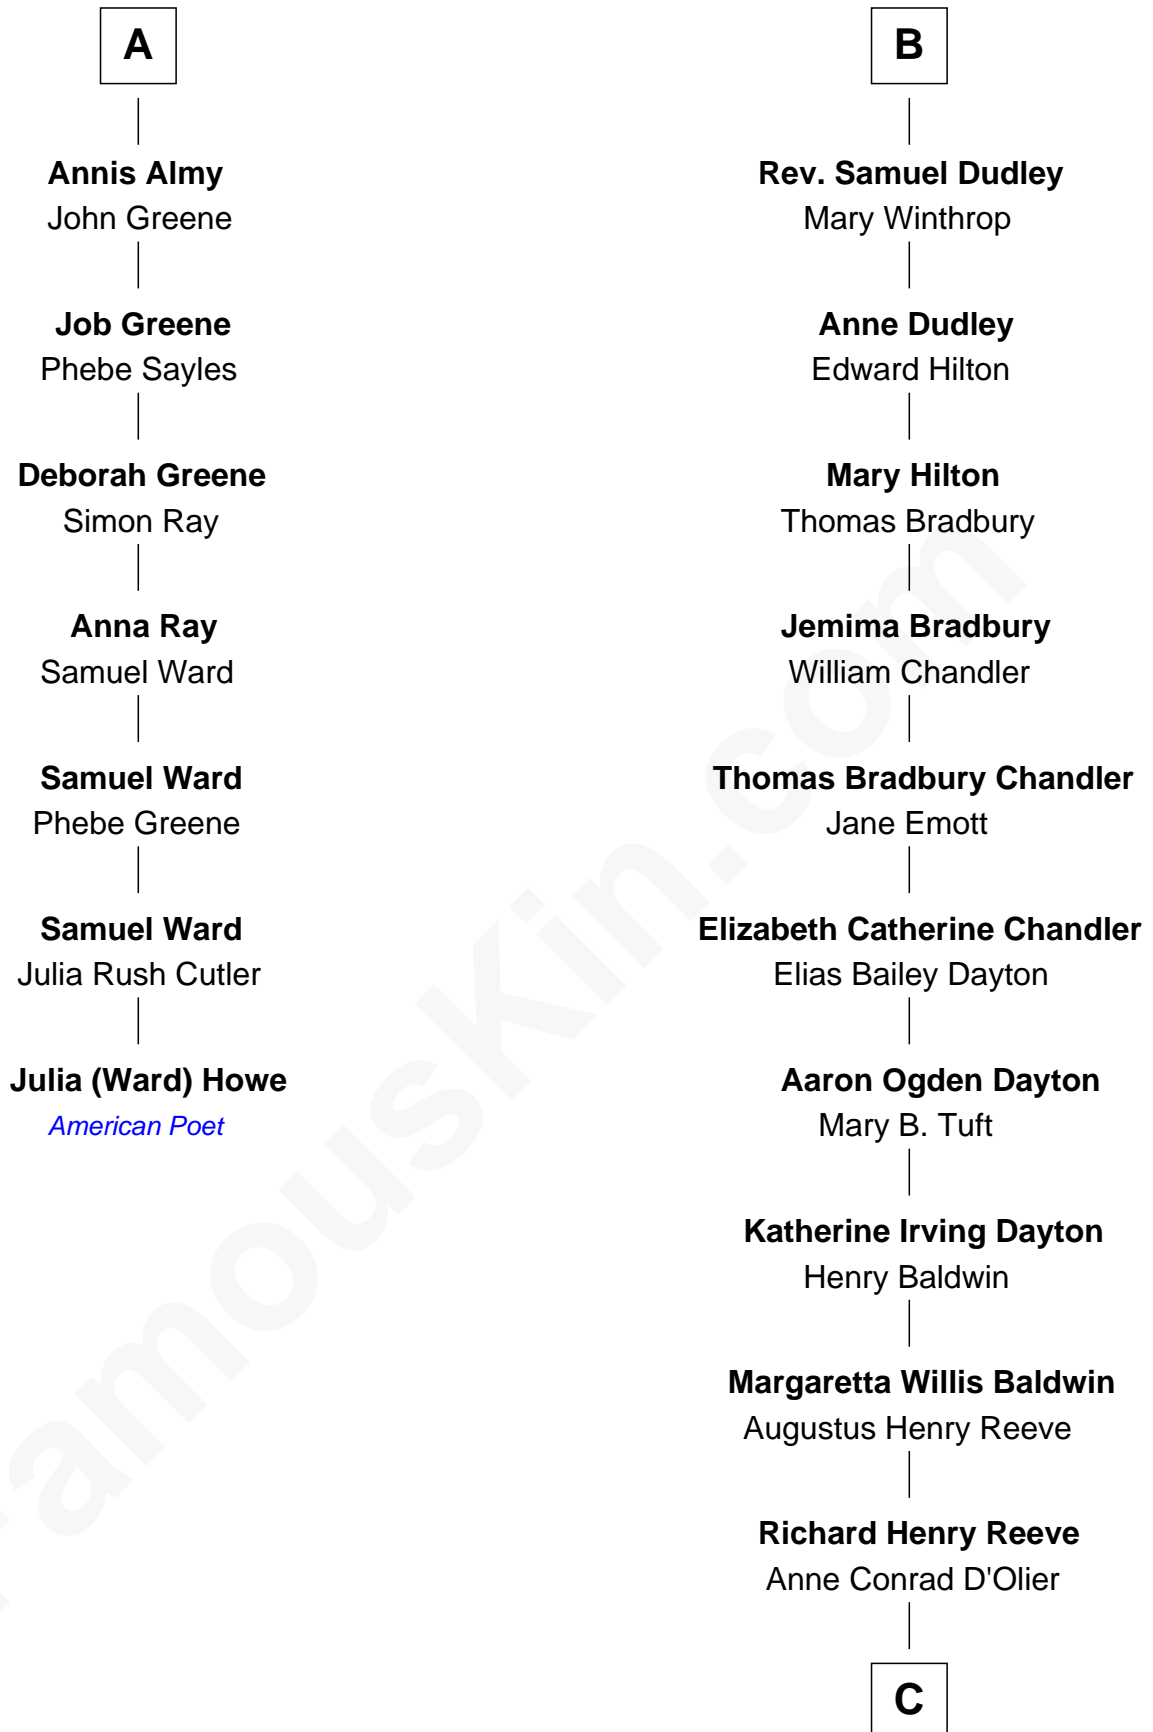 A
Annis Almy
John Greene
Job Greene
Phebe Sayles
Deborah Greene
Simon Ray
Anna Ray
Samuel Ward
Samuel Ward
Phebe Greene
Samuel Ward
Julia Rush Cutler
Julia (Ward) Howe
American Poet
B
Rev. Samuel Dudley
Mary Winthrop
Anne Dudley
Edward Hilton
Mary Hilton
Thomas Bradbury
Jemima Bradbury
William Chandler
Thomas Bradbury Chandler
Jane Emott
Elizabeth Catherine Chandler
Elias Bailey Dayton
Aaron Ogden Dayton
Mary B. Tuft
Katherine Irving Dayton
Henry Baldwin
Margaretta Willis Baldwin
Augustus Henry Reeve
Richard Henry Reeve
Anne Conrad D'Olier
C
FamousKin.com